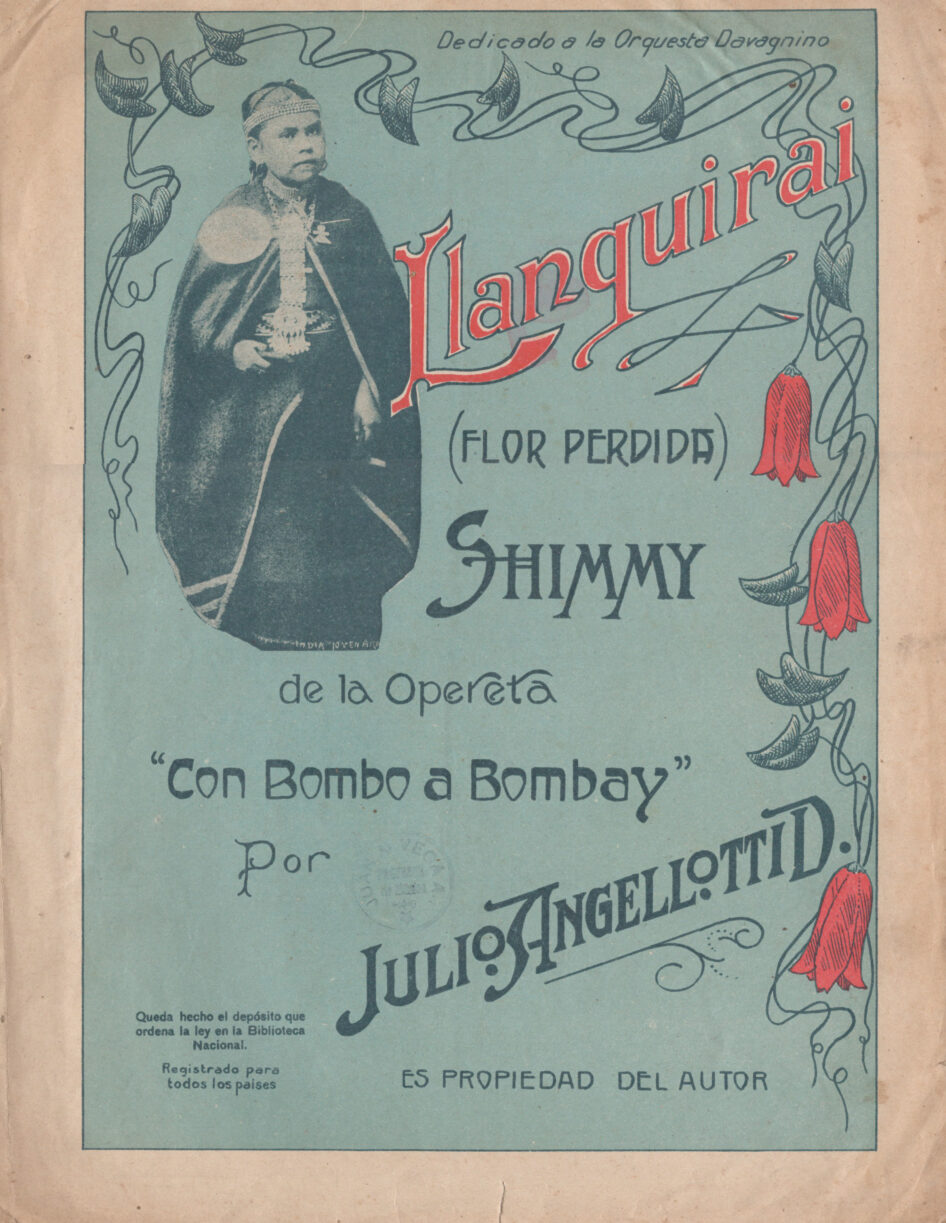 Dedicado a la Orquesta Davagnino
Llanquirai
(FLOR PERDIDA)
SHIMMY
de la Opereta
"Con Bombo a Bombay"
Por
JULIO ANGELLOTTI D.
Queda hecho el depósito que
ordena la ley en la Biblioteca
Nacional.
Registrado para
todos los paises
ES PROPIEDAD DEL AUTOR